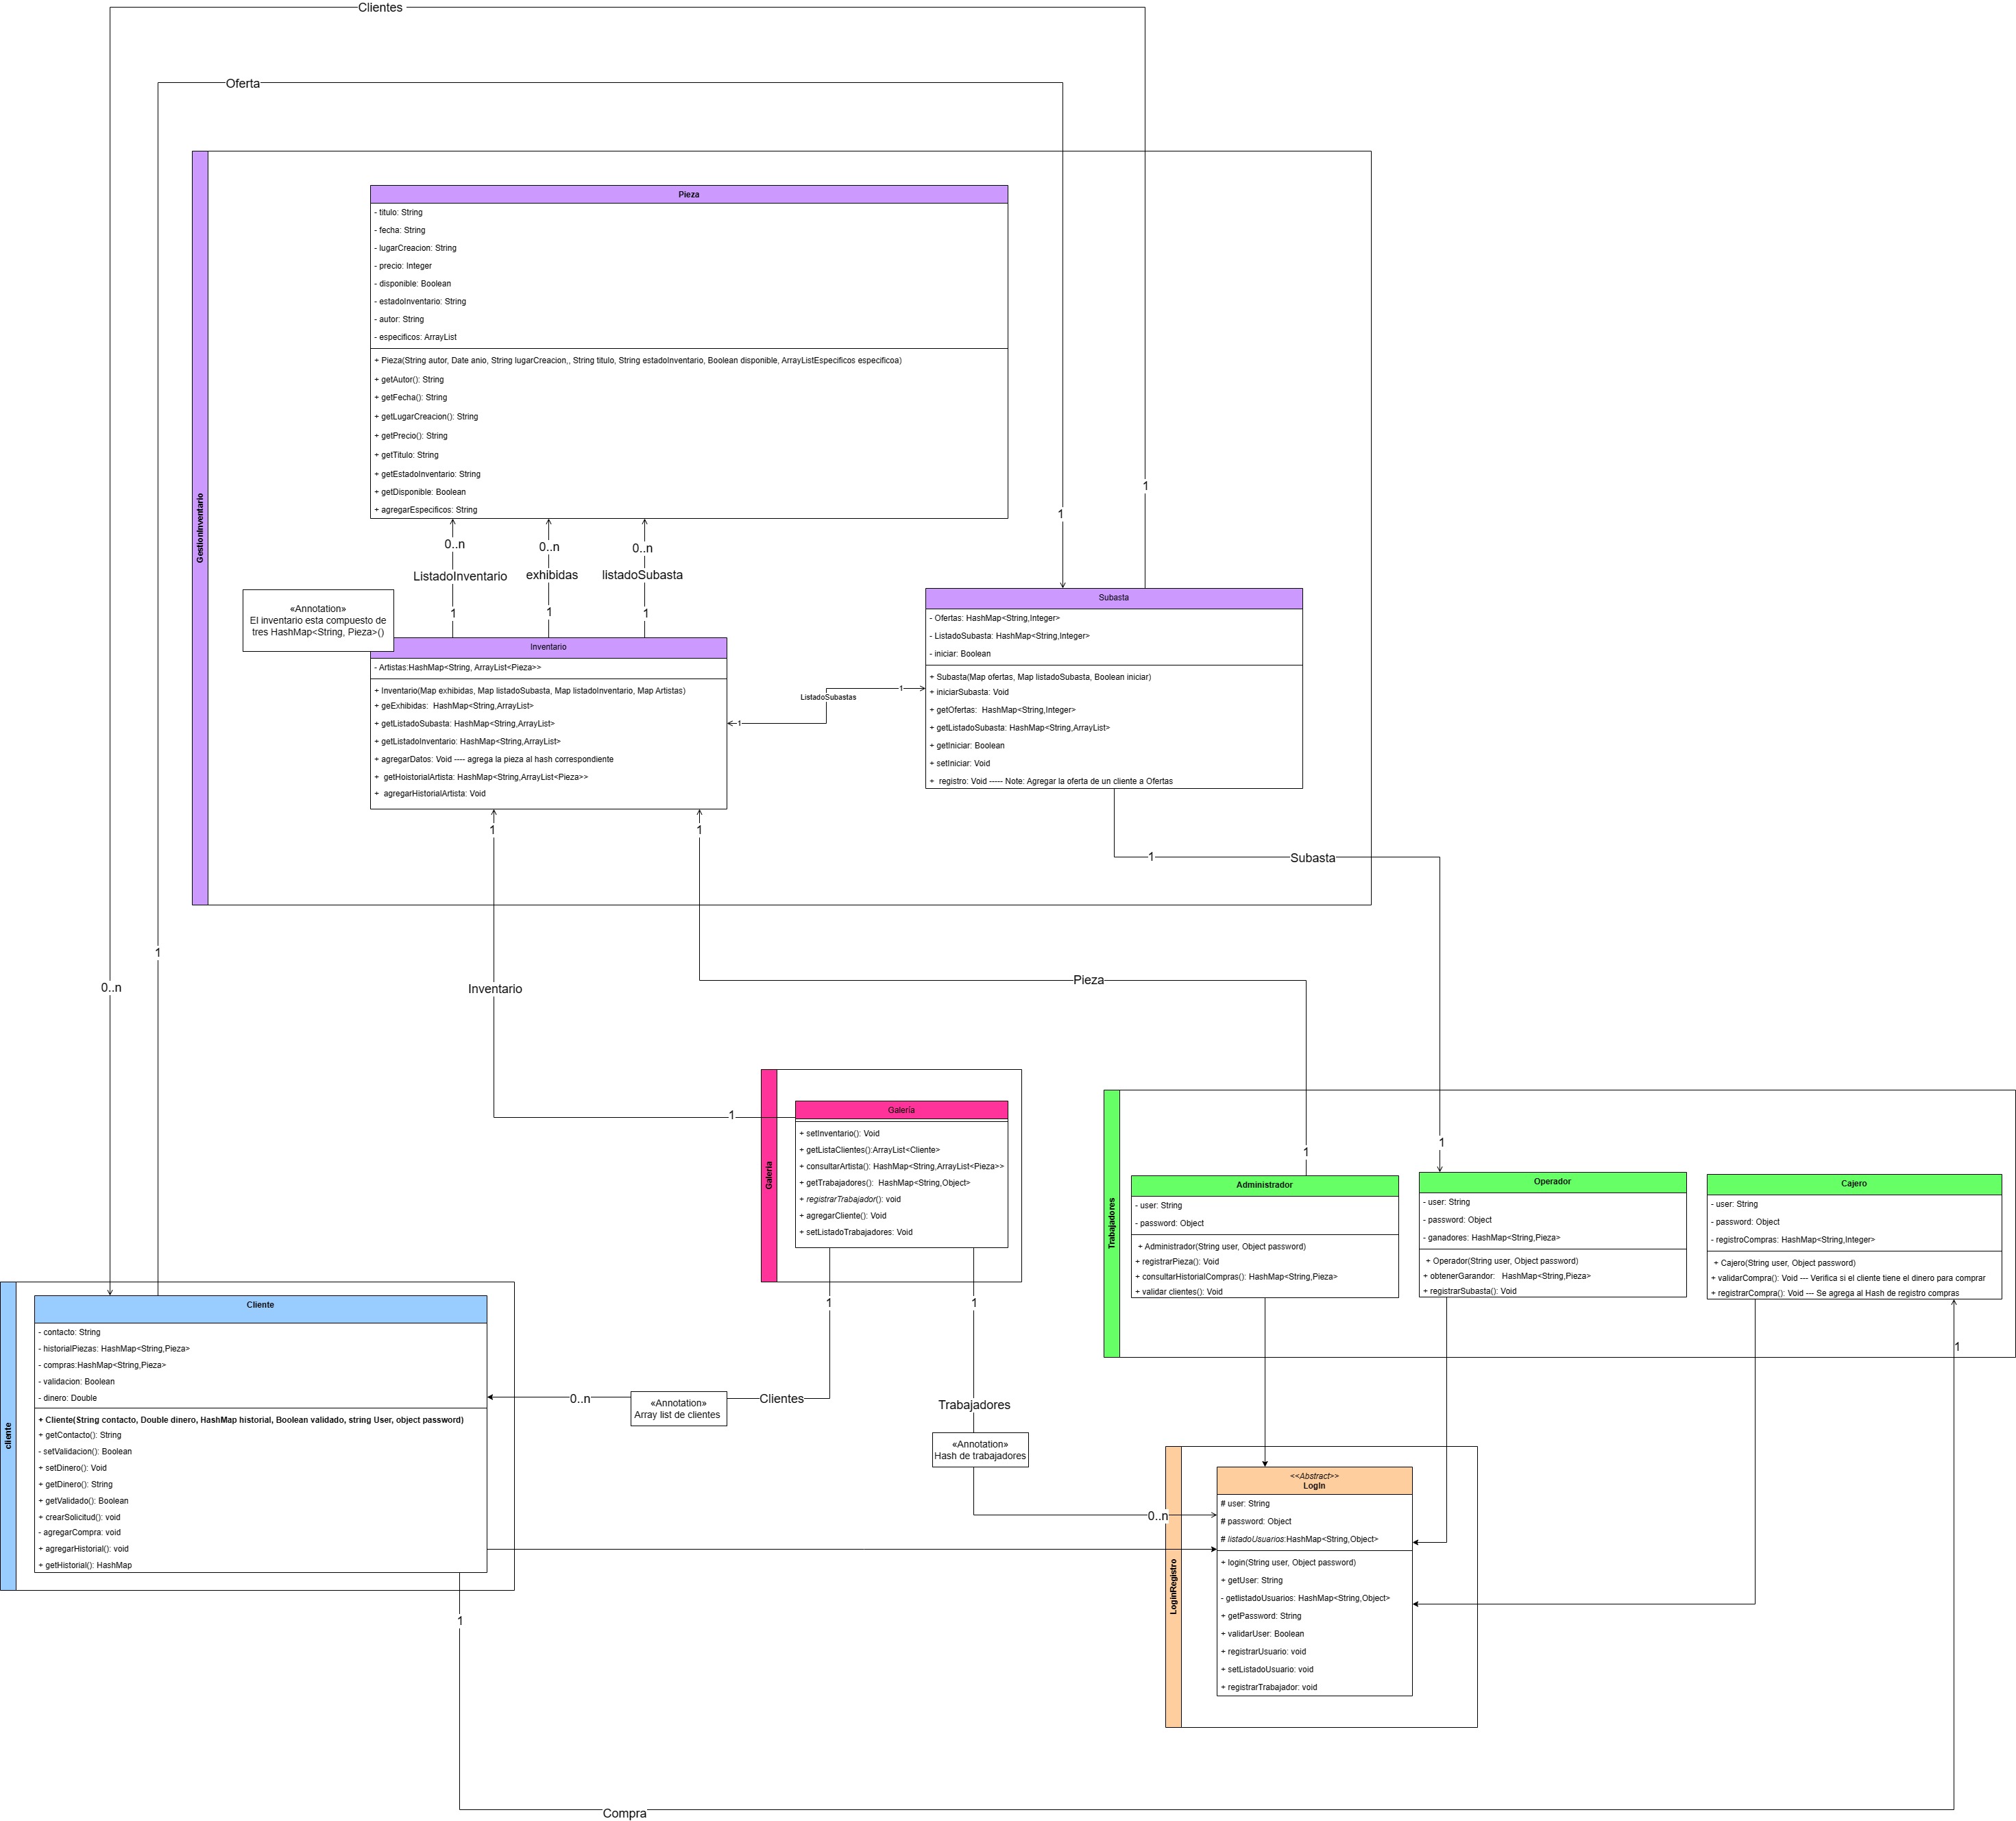 Clientes
Oferta
GestionInventario
Pieza
- titulo: String
- fecha: String
- lugarCreacion: String
- precio: Integer
- disponible: Boolean
- estadoInventario: String
- autor: String
- especificos: ArrayList
+ Pieza(String autor, Date anio, String lugarCreacion,, String titulo, String estadoInventario, Boolean disponible, ArrayListEspecificos especificoa)
+ getAutor(): String
+ getFecha(): String
+ getLugarCreacion(): String
+ getPrecio(): String
+ getTitulo: String
+ getEstadoInventario: String
+ getDisponible: Boolean
+ agregarEspecificos: String
1
1
0..n
0..n
0..n
ListadoInventario
exhibidas
listadoSubasta
1
1
1
«Annotation»
El inventario esta compuesto de
tres HashMap<String, Pieza>()
Inventario
- Artistas:HashMap<String, ArrayList<Pieza>>
+ Inventario(Map exhibidas, Map listadoSubasta, Map listadoInventario, Map Artistas)
+ geExhibidas:  HashMap<String,ArrayList>
+ getListadoSubasta: HashMap<String,ArrayList>
+ getListadoInventario: HashMap<String,ArrayList>
+ agregarDatos: Void ---- agrega la pieza al hash correspondiente
+  getHoistorialArtista: HashMap<String,ArrayList<Pieza>>
+  agregarHistorialArtista: Void
1
ListadoSubastas
1
Subasta
- Ofertas: HashMap<String,Integer>
- ListadoSubasta: HashMap<String,Integer>
- iniciar: Boolean
+ Subasta(Map ofertas, Map listadoSubasta, Boolean iniciar)
+ iniciarSubasta: Void
+ getOfertas:  HashMap<String,Integer>
+ getListadoSubasta: HashMap<String,ArrayList>
+ getIniciar: Boolean
+ setIniciar: Void
+  registro: Void ----- Note: Agregar la oferta de un cliente a Ofertas
1
1
1
Subasta
1
0..n
Inventario
Pieza
1
Galeria
Galería
+ setInventario(): Void
+ getListaClientes():ArrayList<Cliente>
+ consultarArtista(): HashMap<String,ArrayList<Pieza>>
+ getTrabajadores():  HashMap<String,Object>
+ registrarTrabajador(): void
+ agregarCliente(): Void
+ setListadoTrabajadores: Void
1
1
Trabajadores
1
1
Administrador
- user: String
- password: Object
+ Administrador(String user, Object password)
+ registrarPieza(): Void
+ consultarHistorialCompras(): HashMap<String,Pieza>
+ validar clientes(): Void
Operador
- user: String
- password: Object
- ganadores: HashMap<String,Pieza>
+ Operador(String user, Object password)
+ obtenerGarandor:   HashMap<String,Pieza>
+ registrarSubasta(): Void
Cajero
- user: String
- password: Object
- registroCompras: HashMap<String,Integer>
+ Cajero(String user, Object password)
+ validarCompra(): Void --- Verifica si el cliente tiene el dinero para comprar
+ registrarCompra(): Void --- Se agrega al Hash de registro compras
1
cliente
Cliente
- contacto: String
- historialPiezas: HashMap<String,Pieza>
- compras:HashMap<String,Pieza>
- validacion: Boolean
- dinero: Double
+ Cliente(String contacto, Double dinero, HashMap historial, Boolean validado, string User, object password)
+ getContacto(): String
- setValidacion(): Boolean
+ setDinero(): Void
+ getDinero(): String
+ getValidado(): Boolean
+ crearSolicitud(): void
- agregarCompra: void
+ agregarHistorial(): void
+ getHistorial(): HashMap
0..n
«Annotation»
Array list de clientes
Clientes
Trabajadores
«Annotation»
Hash de trabajadores
0..n
LogInRegistro
<<Abstract>>
LogIn
# user: String
# password: Object
# listadoUsuarios:HashMap<String,Object>
+ login(String user, Object password)
+ getUser: String
- getlistadoUsuarios: HashMap<String,Object>
+ getPassword: String
+ validarUser: Boolean
+ registrarUsuario: void
+ setListadoUsuario: void
+ registrarTrabajador: void
1
Compra